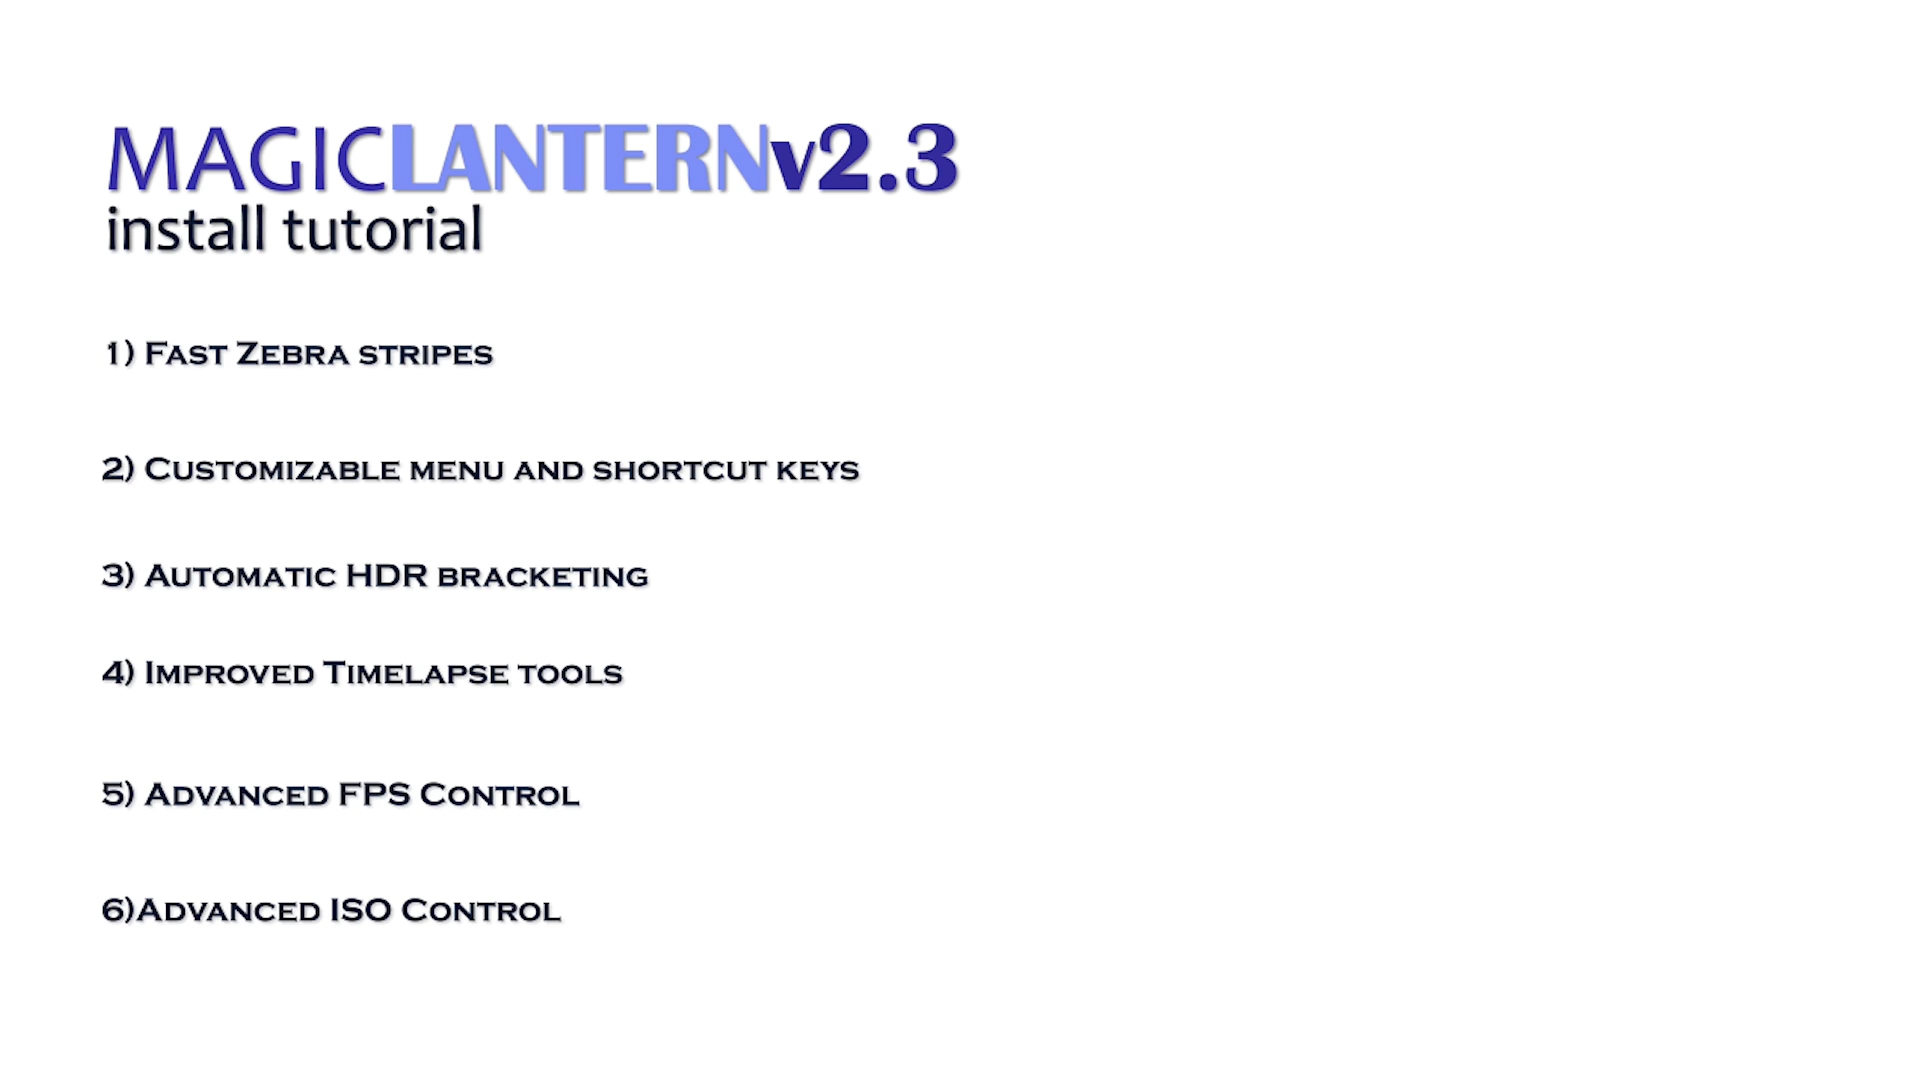 MAGICLANTERNv2.3
install tutorial
1) Fast Zebra stripes
2) Customizable menu and shortcut keys
3) Automatic HDR bracketing
4) Improved Timelapse tools
5) Advanced FPS Control
6)Advanced ISO Control